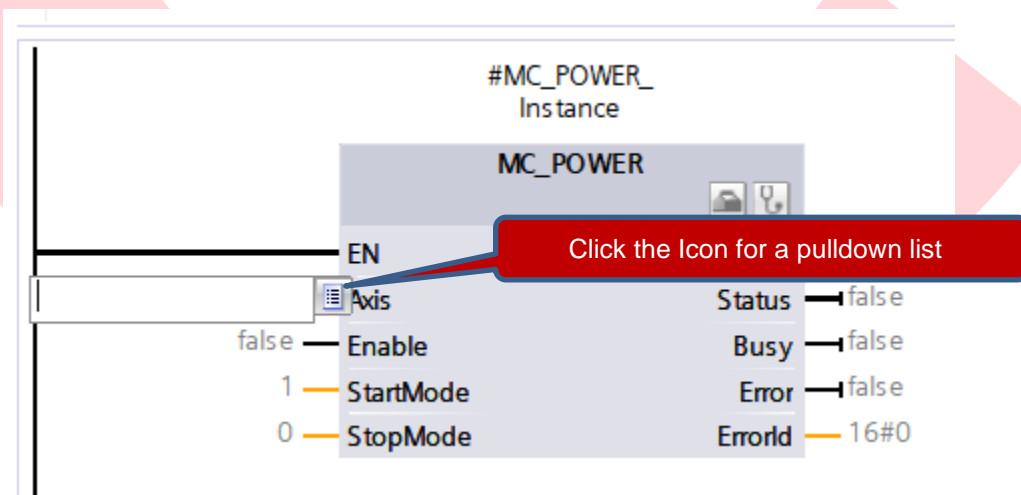 #MC_POWER_
Instance
MC_POWER
Click the Icon for a pulldown list
EN
Axis
Status
false
false
Enable
Busy
false
1
StartMode
Error
false
0
StopMode
ErrorId
16#0